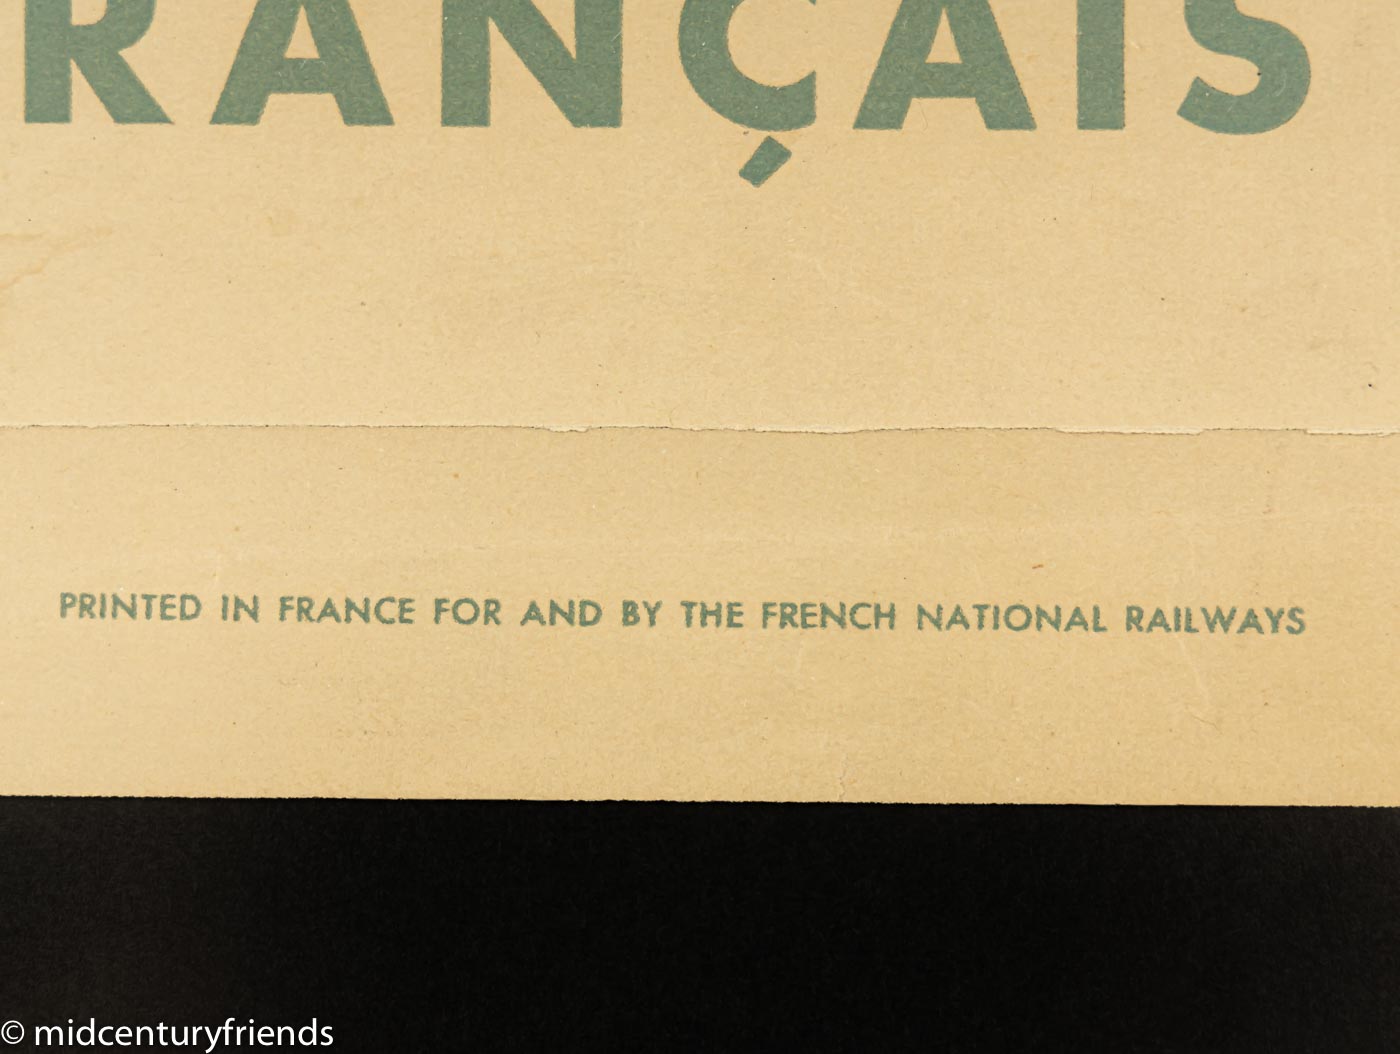 RANÇAIS
PRINTED IN FRANCE FOR AND BY THE FRENCH NATIONAL RAILWAYS
© midcenturyfriends